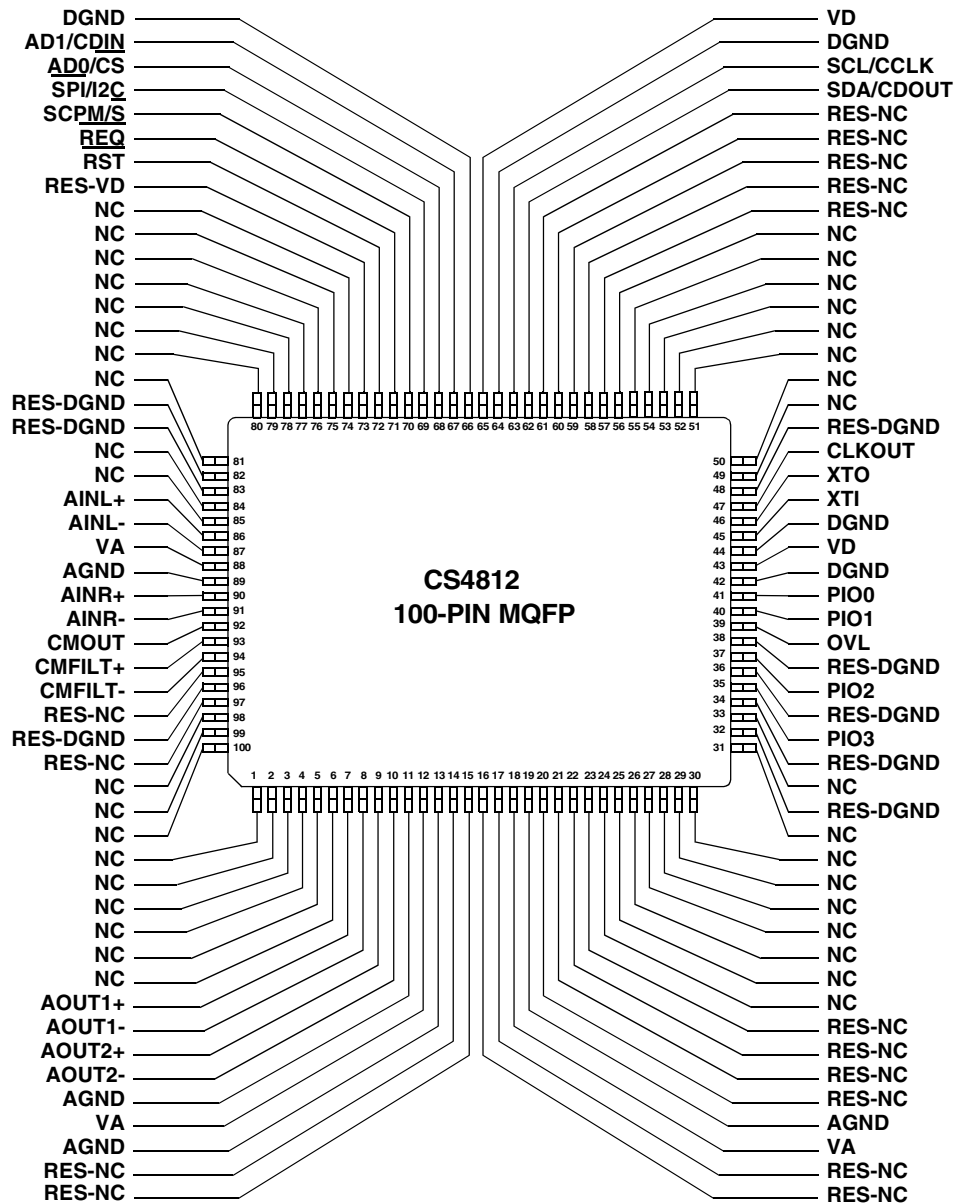 DGND
AD1/CDIN
AD0/CS
SPI/I2C
SCPM/S
REQ
RST
RES-VD
NC
NC
NC
NC
NC
NC
NC
NC
RES-DGND
RES-DGND
NC
NC
AINL+
AINL-
VA
AGND
AINR+
AINR-
CMOUT
CMFILT+
CMFILT-
RES-NC
RES-DGND
RES-NC
NC
NC
NC
NC
NC
NC
NC
NC
NC
AOUT1+
AOUT1-
AOUT2+
AOUT2-
AGND
VA
AGND
RES-NC
RES-NC
80 79 78 77 76 75 74 73 72 71 70 69 68 67 66 65 64 63 62 61 60 59 58 57 56 55 54 53 52 51
81
82
83
84
85
86
87
88
89
90
91
92
93
94
95
96
97
98
99
100
CS4812
100-PIN MQFP
50
49
48
47
46
45
44
43
42
41
40
39
38
37
36
35
34
33
32
31
1 2 3 4 5 6 7 8 9 10 11 12 13 14 15 16 17 18 19 20 21 22 23 24 25 26 27 28 29 30
VD
DGND
SCL/CCLK
SDA/CDOUT
RES-NC
RES-NC
RES-NC
RES-NC
RES-NC
NC
NC
NC
NC
NC
NC
NC
NC
RES-DGND
CLKOUT
XTO
XTI
DGND
VD
DGND
PIO0
PIO1
OVL
RES-DGND
PIO2
RES-DGND
PIO3
RES-DGND
NC
RES-DGND
NC
NC
NC
NC
NC
NC
NC
NC
RES-NC
RES-NC
RES-NC
RES-NC
AGND
VA
RES-NC
RES-NC